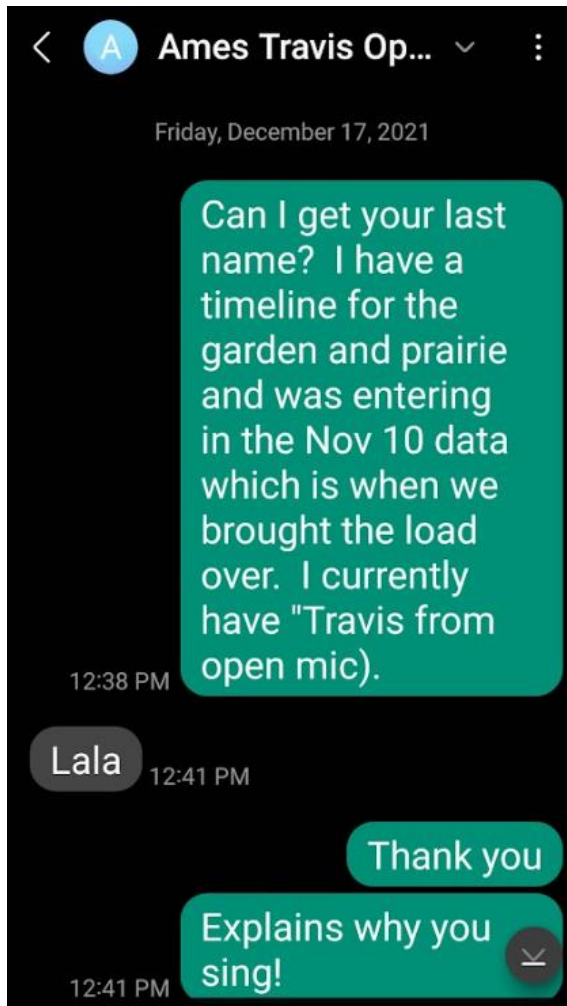 Ames Travis Op...
Friday, December 17, 2021
Can I get your last
name?  I have a
timeline for the
garden and prairie
and was entering
in the Nov 10 data
which is when we
brought the load
over.  I currently
have "Travis from
open mic).
12:38 PM
Lala
12:41 PM
Thank you
Explains why you
sing!
12:41 PM